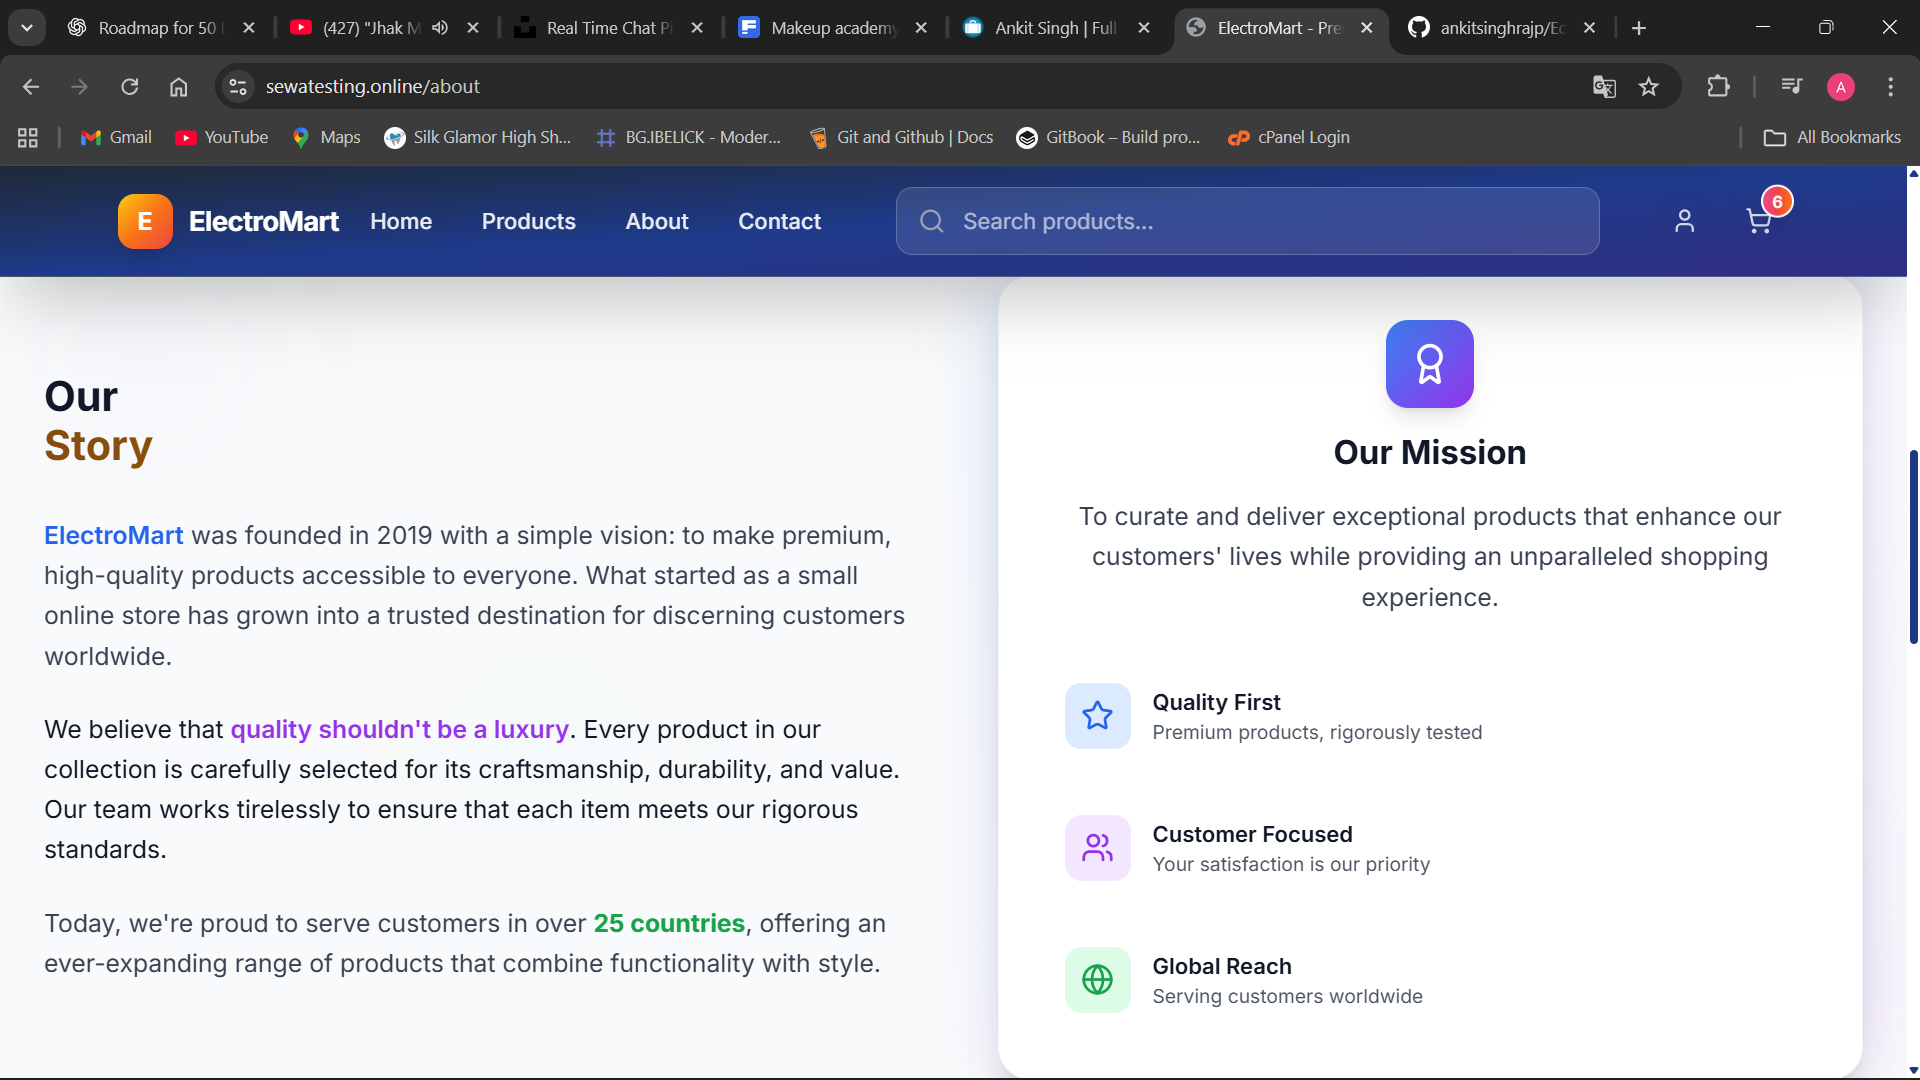 Roadmap for 50
(427) "Jhak M
Real Time Chat Pi
Makeup academy
Ankit Singh | Full
ElectroMart - Pre
ankitsinghrajp/Ec
sewatesting.online/about
A
Gmail
YouTube
Maps
Silk Glamor High Sh...
BG.IBELICK - Moder...
Git and Github | Docs
GitBook – Build pro...
cPanel Login
All Bookmarks
E
ElectroMart
Home
Products
About
Contact
Search products...
6
Our
Story
ElectroMart was founded in 2019 with a simple vision: to make premium,
high-quality products accessible to everyone. What started as a small
online store has grown into a trusted destination for discerning customers
worldwide.
We believe that quality shouldn't be a luxury. Every product in our
collection is carefully selected for its craftsmanship, durability, and value.
Our team works tirelessly to ensure that each item meets our rigorous
standards.
Today, we're proud to serve customers in over 25 countries, offering an
ever-expanding range of products that combine functionality with style.
Our Mission
To curate and deliver exceptional products that enhance our
customers' lives while providing an unparalleled shopping
experience.
Quality First
Premium products, rigorously tested
Customer Focused
Your satisfaction is our priority
Global Reach
Serving customers worldwide